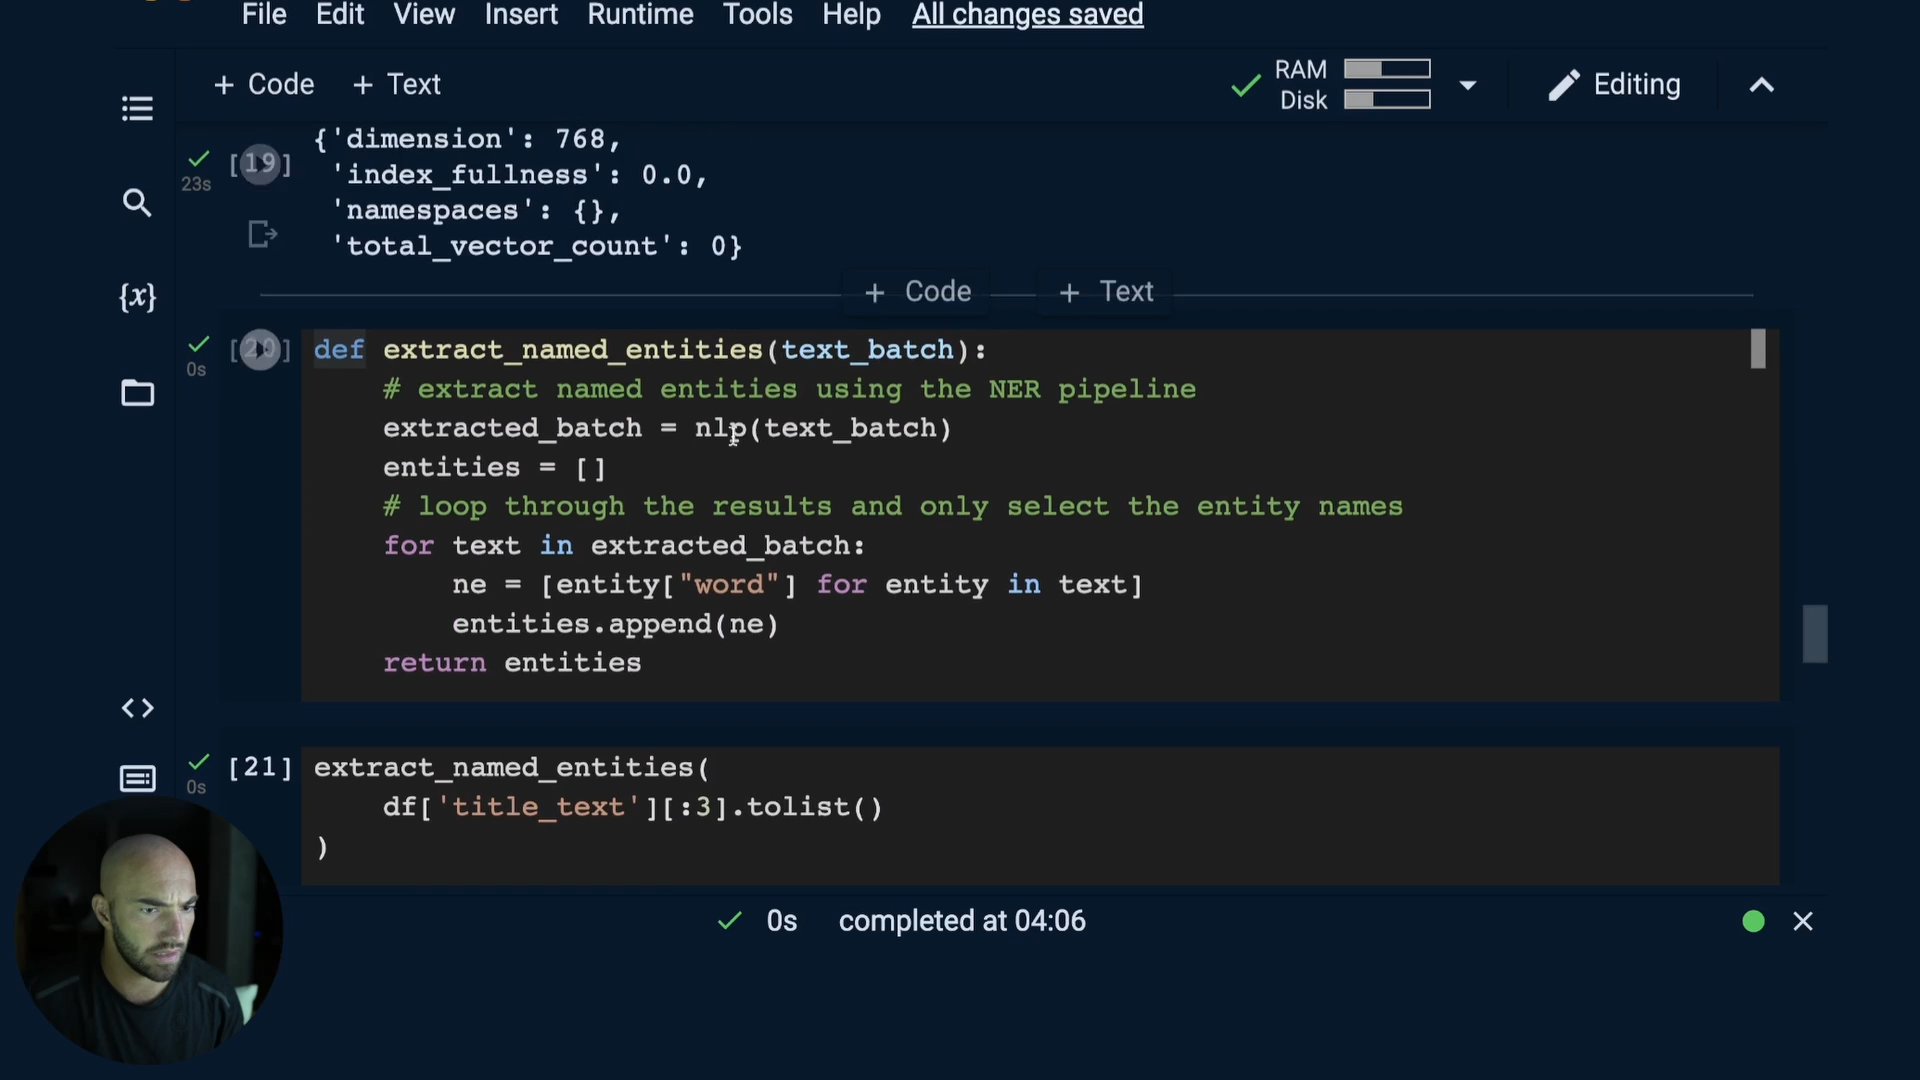 File Edit View Insert Runtime Tools Help All changes saved
+ Code + Text
RAM
Disk
Editing
{'dimension': 768,
[19]
23s
'index_fullness': 0.0,
'namespaces': {},
'total_vector_count': 0}
{x}
+ Code + Text
[20]
0s
def extract_named_entities(text_batch):
# extract named entities using the NER pipeline
extracted_batch = nlp(text_batch)
entities = []
# loop through the results and only select the entity names
for text in extracted_batch:
ne = [entity["word"] for entity in text]
entities.append(ne)
return entities
<>
[21]
0s
extract_named_entities(
df['title_text'][:3].tolist()
)
0s completed at 04:06